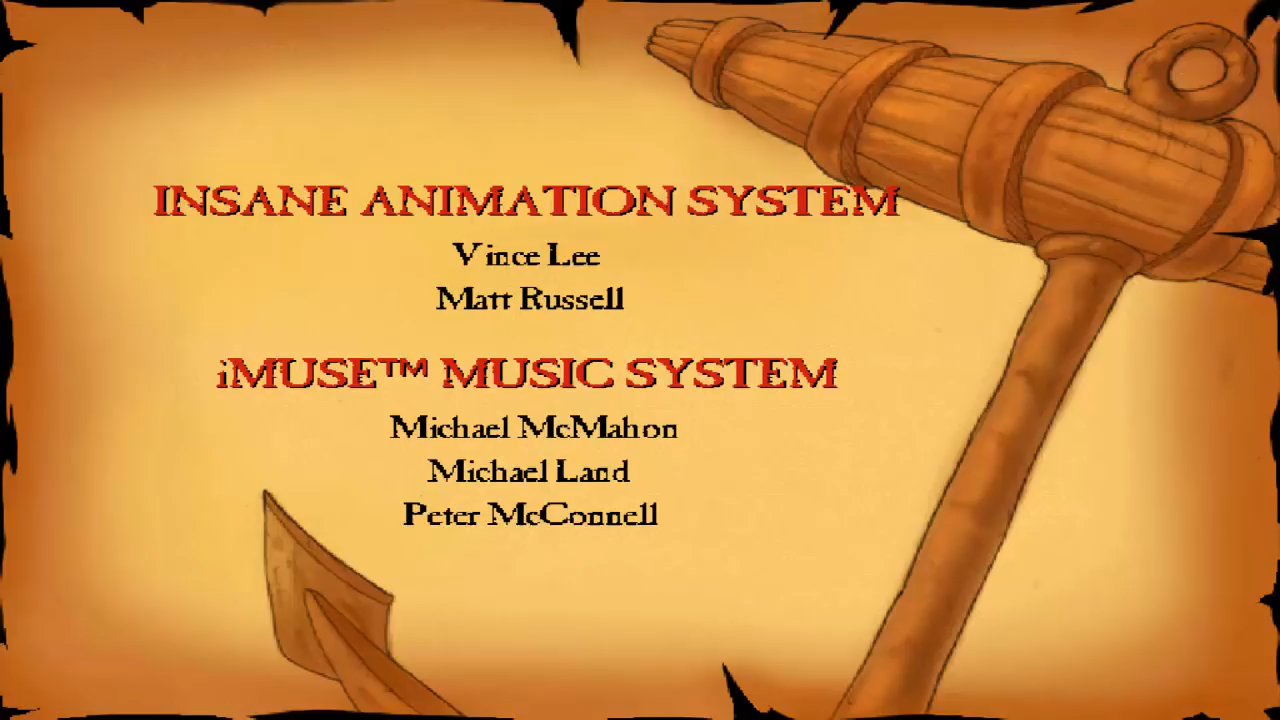 INSANE ANIMATION SYSTEM
Vince Lee
Matt Russell
iMUSE™ MUSIC SYSTEM
Michael McMahon
Michael Land
Peter McConnell